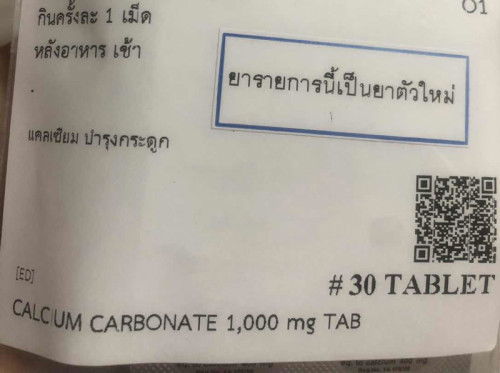 01
กินครั้งละ 1 เม็ด
หลังอาหาร เช้า
ยารายการนี้เป็นยาตัวใหม่
แคลเซียม บำรุงกระดูก
[ED]
# 30 TABLET
CALCIUM CARBONATE 1,000 mg TAB